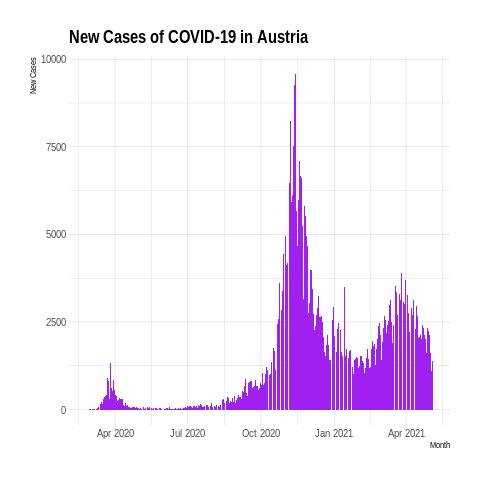 New Cases of COVID-19 in Austria
New Cases
10000
7500
5000
2500
0
Apr 2020 Jul 2020 Oct 2020 Jan 2021 Apr 2021
Month